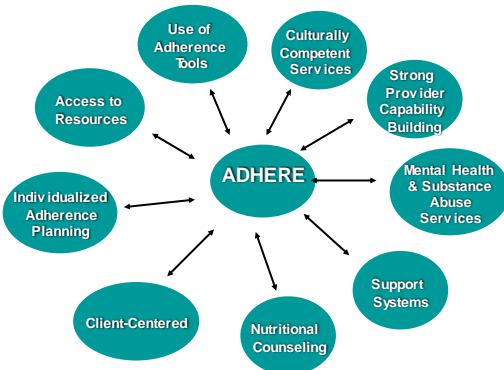 Use of
Adherence
Tools
Culturally
Competent
Services
Strong
Provider
Capability
Building
Access to
Resources
ADHERE
Mental Health
& Substance
Abuse
Services
Individualized
Adherence
Planning
Support
Systems
Client-Centered
Nutritional
Counseling